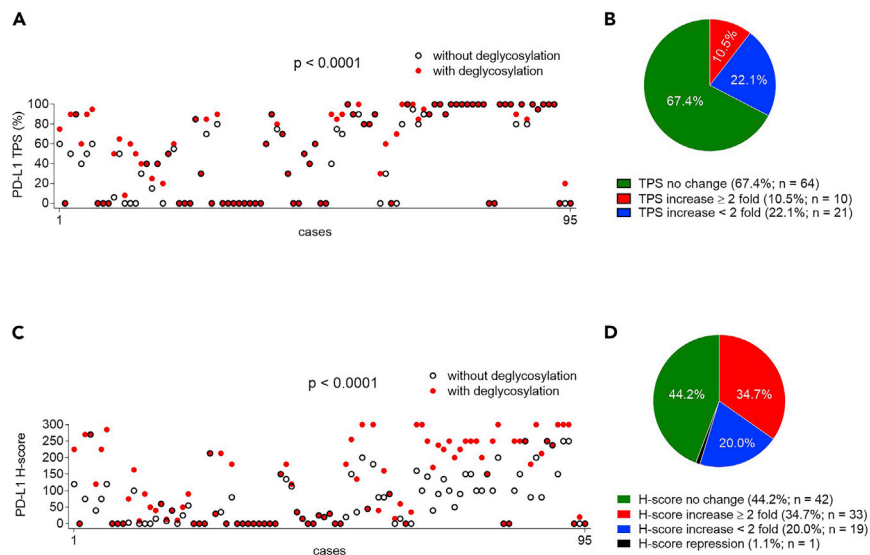 A
p < 0.0001
without deglycosylation
with deglycosylation
PD-L1 TPS (%)
100
80
60
40
20
0
1
95
cases
B
10.5%
22.1%
67.4%
TPS no change (67.4%; n = 64)
TPS increase ≥ 2 fold (10.5%; n = 10)
TPS increase < 2 fold (22.1%; n = 21)
C
p < 0.0001
without deglycosylation
with deglycosylation
PD-L1 H-score
300
250
200
150
100
50
0
1
95
cases
D
44.2%
34.7%
20.0%
H-score no change (44.2%; n = 42)
H-score increase ≥ 2 fold (34.7%; n = 33)
H-score increase < 2 fold (20.0%; n = 19)
H-score repression (1.1%; n = 1)